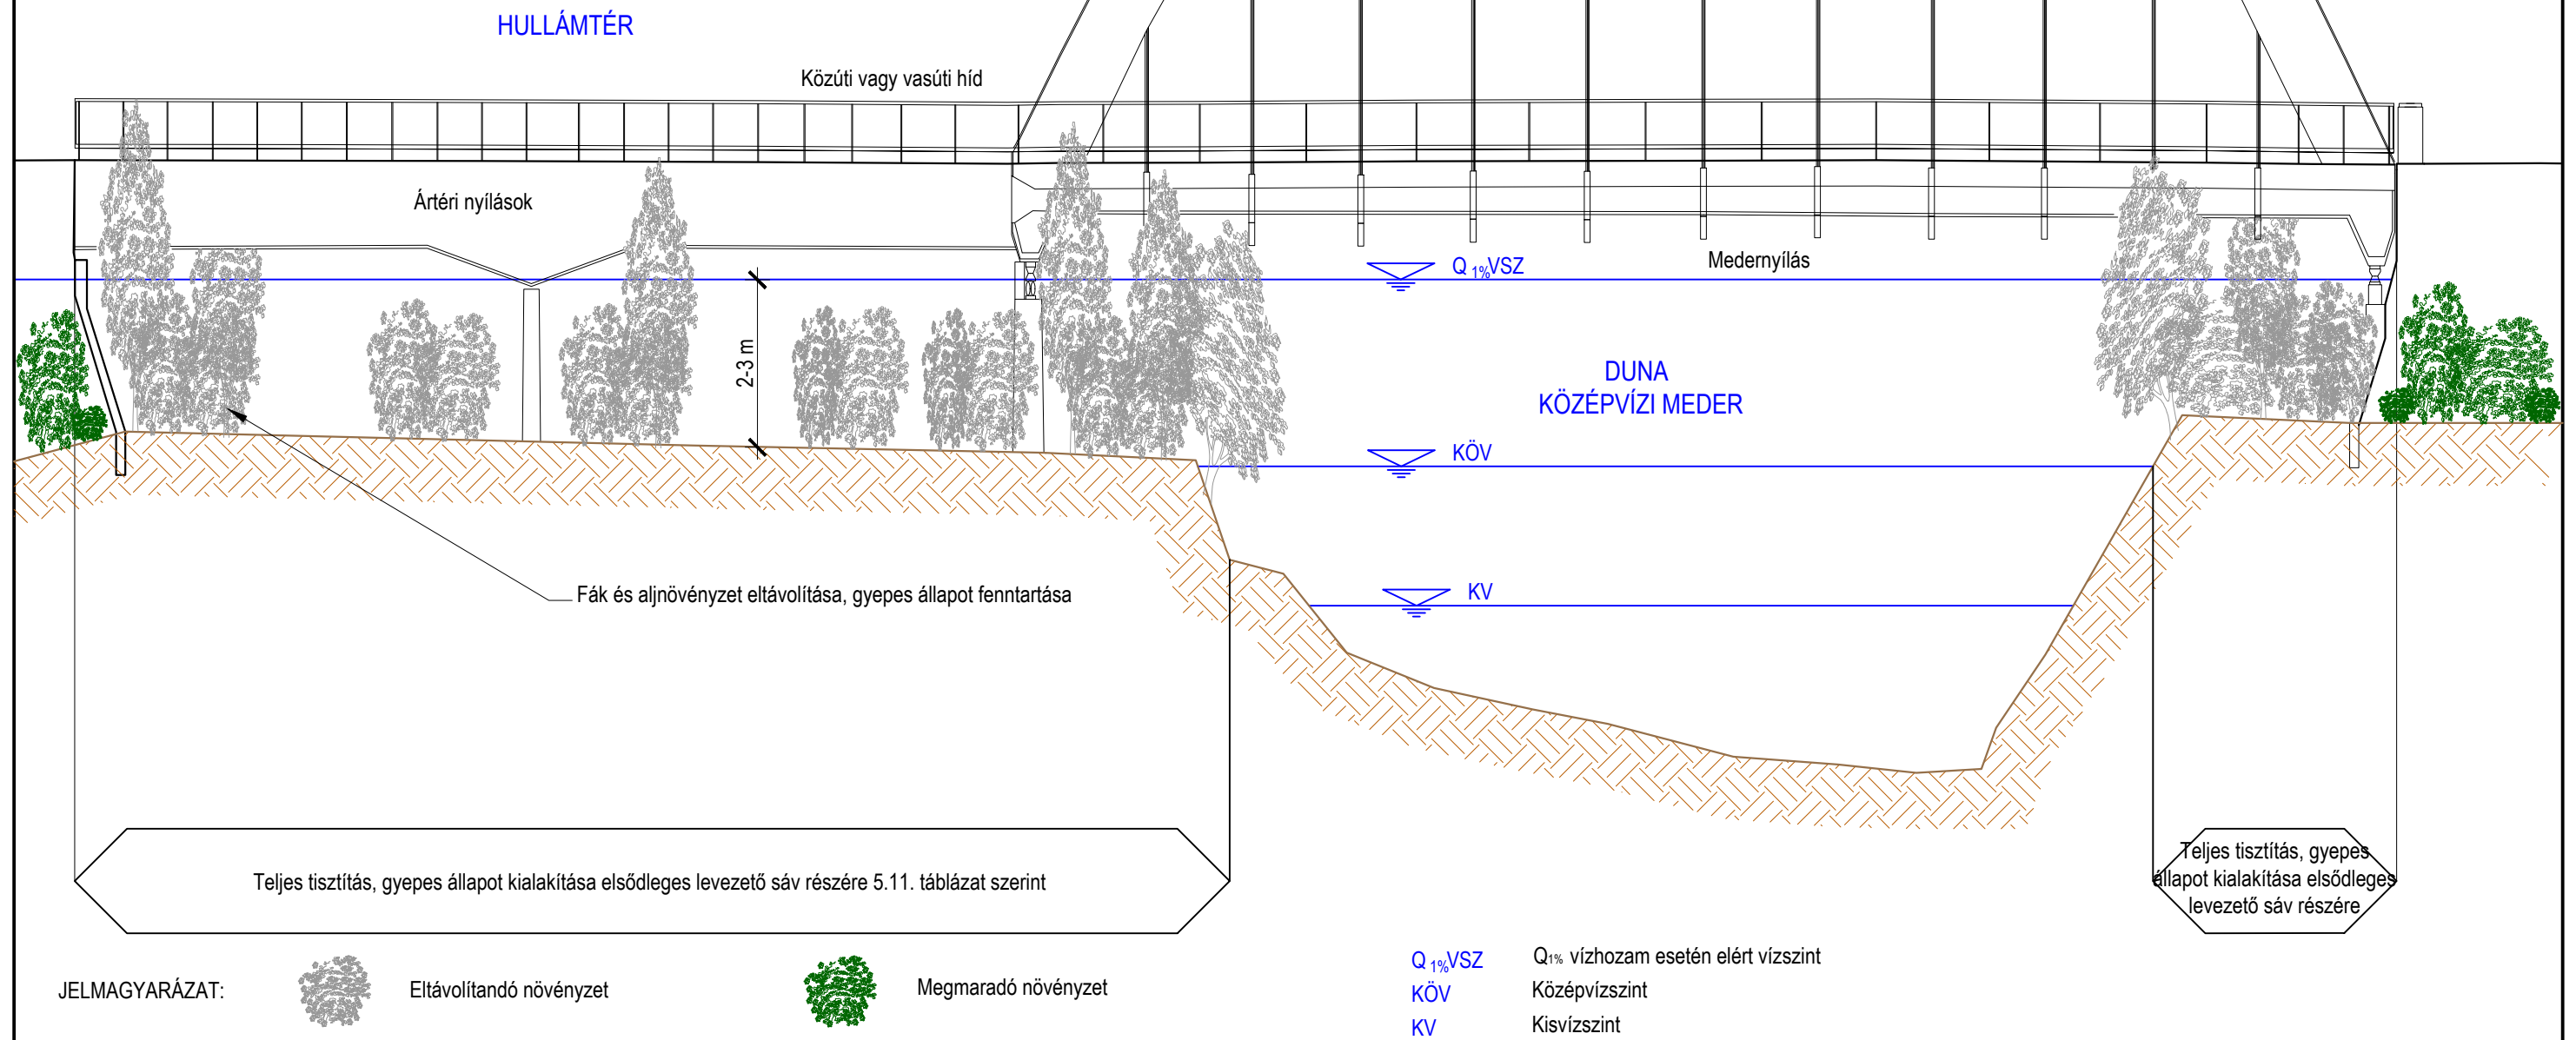 HULLÁMTÉR
Közúti vagy vasúti híd
Ártéri nyílások
Q 1%VSZ
Medernyílás
2-3 m
DUNA
KÖZÉPVÍZI MEDER
KÖV
KV
Fák és aljnövényzet eltávolítása, gyepes állapot fenntartása
Teljes tisztítás, gyepes állapot kialakítása elsődleges levezető sáv részére 5.11. táblázat szerint
Teljes tisztítás, gyepes
állapot kialakítása elsődleges
levezető sáv részére
JELMAGYARÁZAT:
Eltávolítandó növényzet
Megmaradó növényzet
Q 1%VSZ Q1% vízhozam esetén elért vízszint
KÖV Középvízszint
KV Kisvízszint